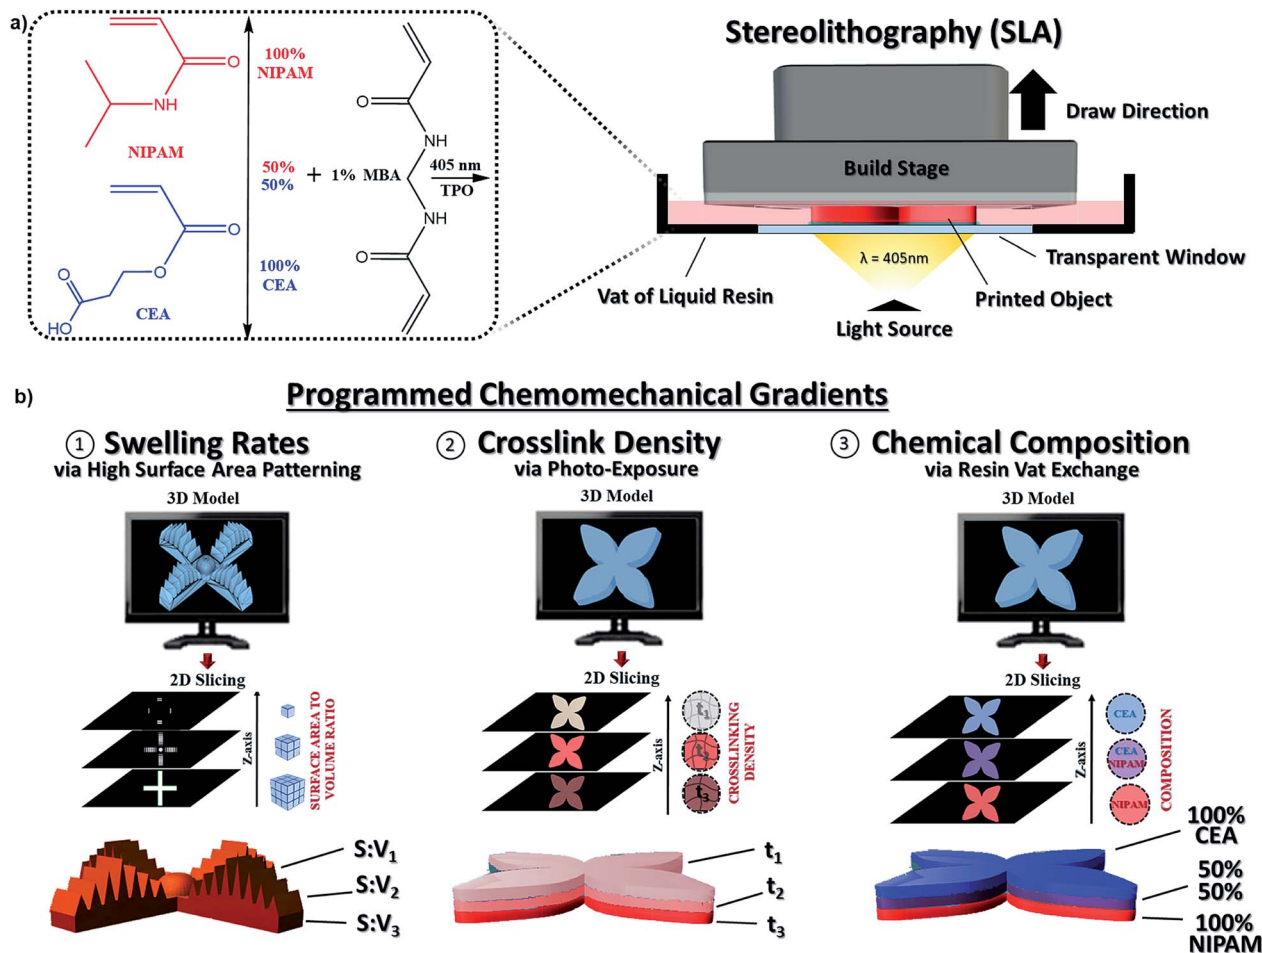 a)
100%
NIPAM
O
NH
NIPAM
50%
50%
+ 1% MBA
405 nm
TPO
O
NH
NH
O
O
O
O
HO
CEA
100%
CEA
Stereolithography (SLA)
Draw Direction
Build Stage
λ = 405nm
Transparent Window
Vat of Liquid Resin
Printed Object
Light Source
b)
Programmed Chemomechanical Gradients
1 Swelling Rates
via High Surface Area Patterning
3D Model
2D Slicing
Z-axis
SURFACE AREA TO
VOLUME RATIO
S:V1
S:V2
S:V3
2 Crosslink Density
via Photo-Exposure
3D Model
2D Slicing
Z-axis
t1
t2
t3
CROSSLINKING
DENSITY
t1
t2
t3
3 Chemical Composition
via Resin Vat Exchange
3D Model
2D Slicing
Z-axis
CEA
CEA
NIPAM
NIPAM
COMPOSITION
100%
CEA
50%
50%
100%
NIPAM